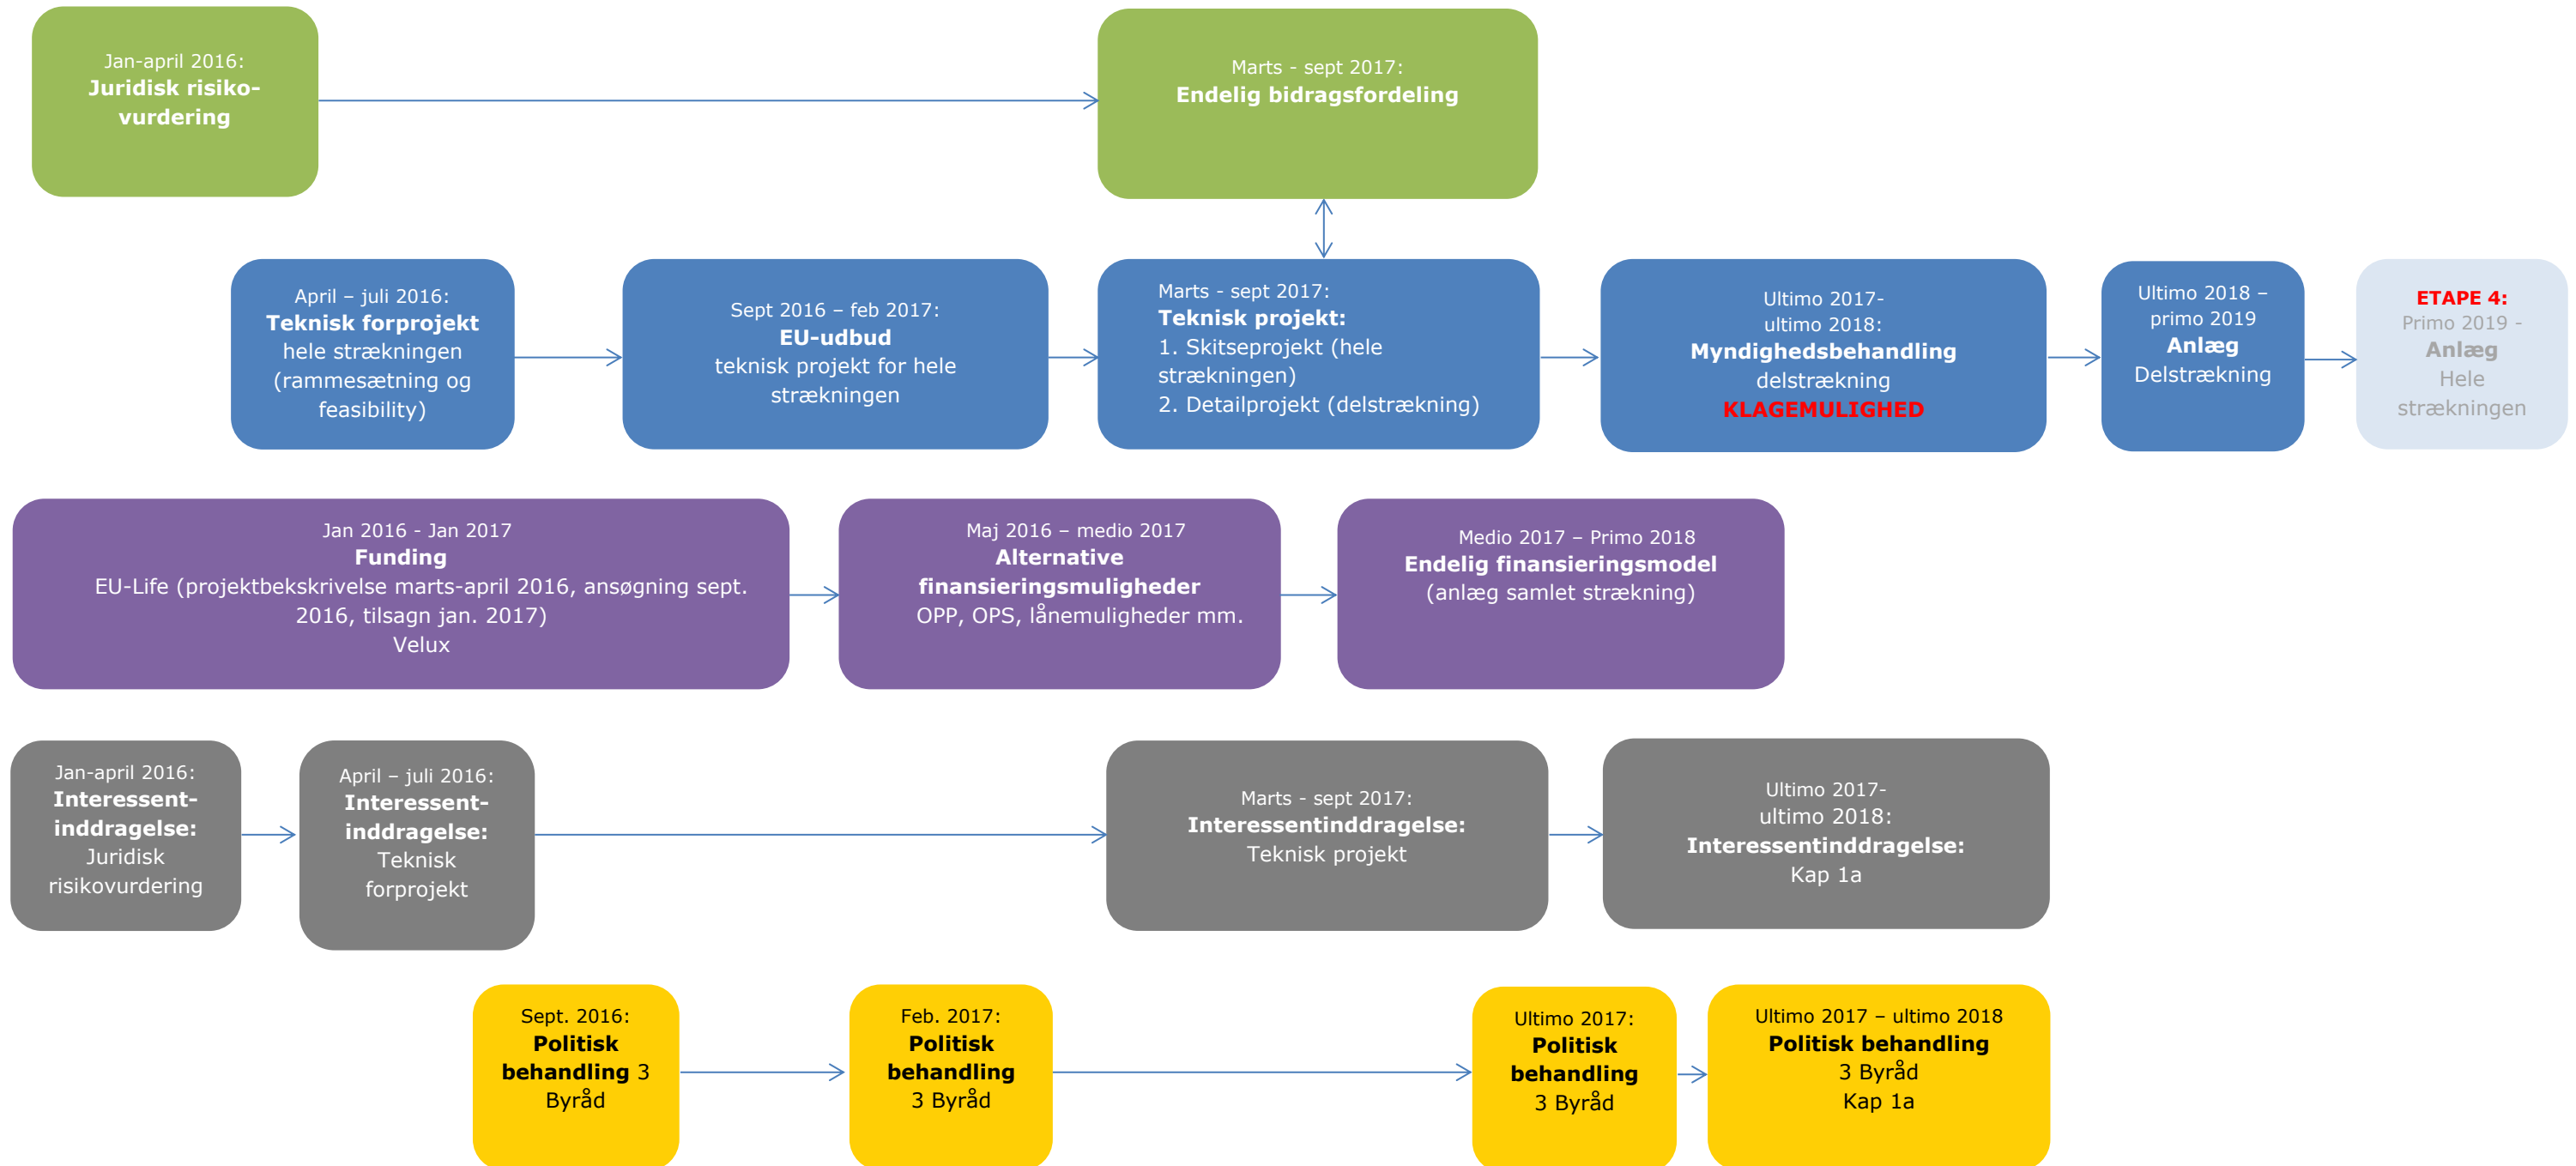 Jan-april 2016:
Juridisk risiko-
vurdering
Marts - sept 2017:
Endelig bidragsfordeling
April – juli 2016:
Teknisk forprojekt
hele strækningen
(rammesætning og
feasibility)
Sept 2016 – feb 2017:
EU-udbud
teknisk projekt for hele
strækningen
Marts - sept 2017:
Teknisk projekt:
1. Skitseprojekt (hele
strækningen)
2. Detailprojekt (delstrækning)
Ultimo 2017-
ultimo 2018:
Myndighedsbehandling
delstrækning
KLAGEMULIGHED
Ultimo 2018 –
primo 2019
Anlæg
Delstrækning
ETAPE 4:
Primo 2019 -
Anlæg
Hele
strækningen
Jan 2016 - Jan 2017
Funding
EU-Life (projektbekskrivelse marts-april 2016, ansøgning sept.
2016, tilsagn jan. 2017)
Velux
Maj 2016 – medio 2017
Alternative
finansieringsmuligheder
OPP, OPS, lånemuligheder mm.
Medio 2017 – Primo 2018
Endelig finansieringsmodel
(anlæg samlet strækning)
Jan-april 2016:
Interessent-
inddragelse:
Juridisk
risikovurdering
April – juli 2016:
Interessent-
inddragelse:
Teknisk
forprojekt
Marts - sept 2017:
Interessentinddragelse:
Teknisk projekt
Ultimo 2017-
ultimo 2018:
Interessentinddragelse:
Kap 1a
Sept. 2016:
Politisk
behandling 3
Byråd
Feb. 2017:
Politisk
behandling
3 Byråd
Ultimo 2017:
Politisk
behandling
3 Byråd
Ultimo 2017 – ultimo 2018
Politisk behandling
3 Byråd
Kap 1a